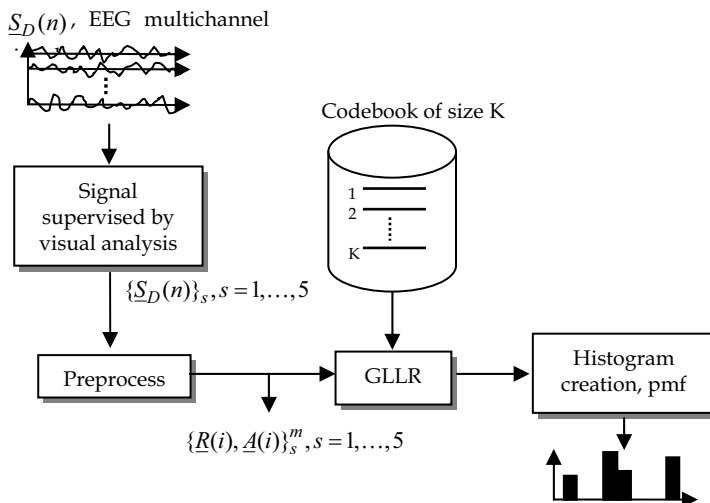 S_D(n), EEG multichannel
Codebook of size K
1
2
K
Signal
supervised by
visual analysis
{S_D(n)}_s, s = 1,…,5
Preprocess
GLLR
Histogram
creation, pmf
{R(i), A(i)}_s^m, s = 1,…,5